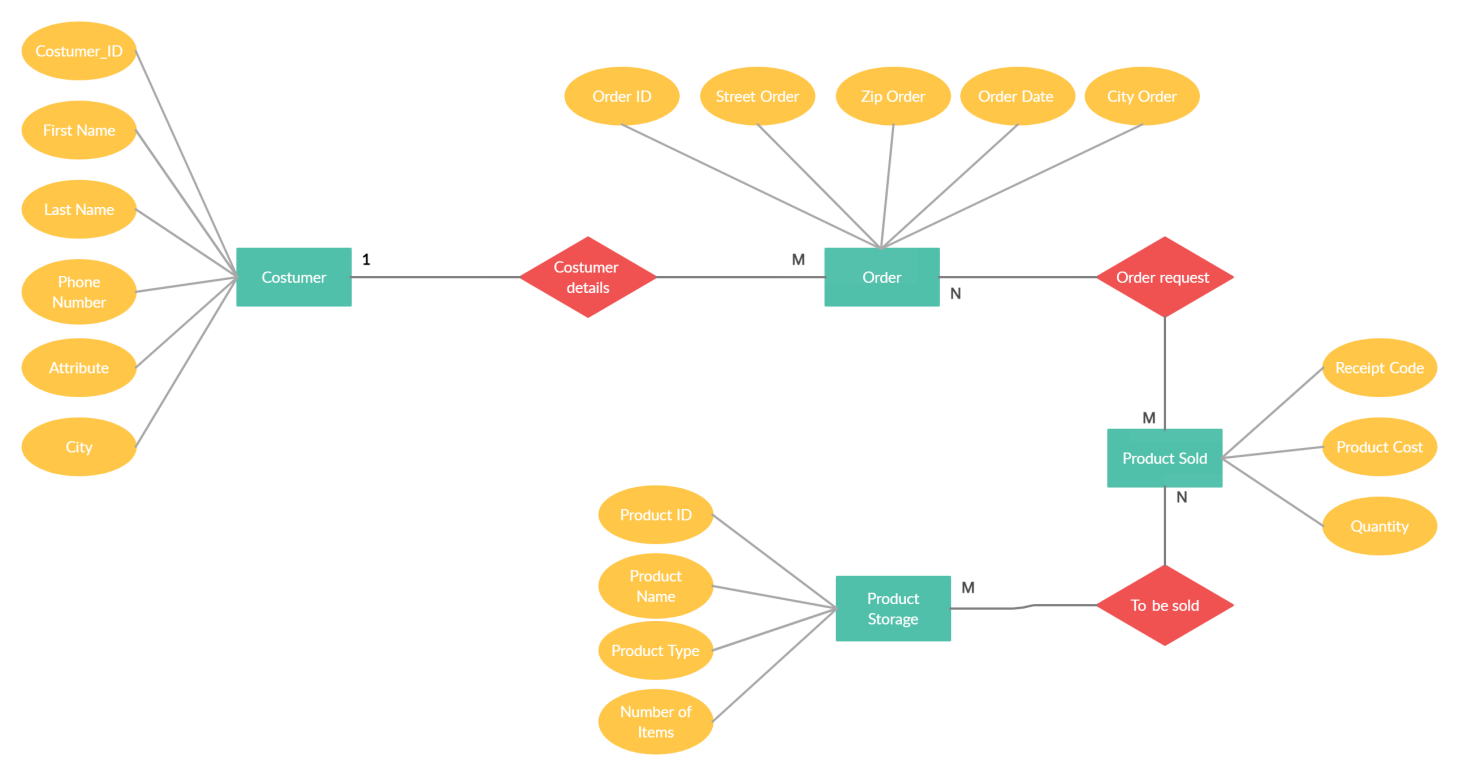 Costumer_ID
First Name
Last Name
Phone
Number
Attribute
City
Costumer
1
Costumer
details
M
Order ID
Street Order
Zip Order
Order Date
City Order
Order
N
Order request
M
Product Sold
N
Receipt Code
Product Cost
Quantity
To be sold
M
Product
Storage
Product ID
Product
Name
Product Type
Number of
Items